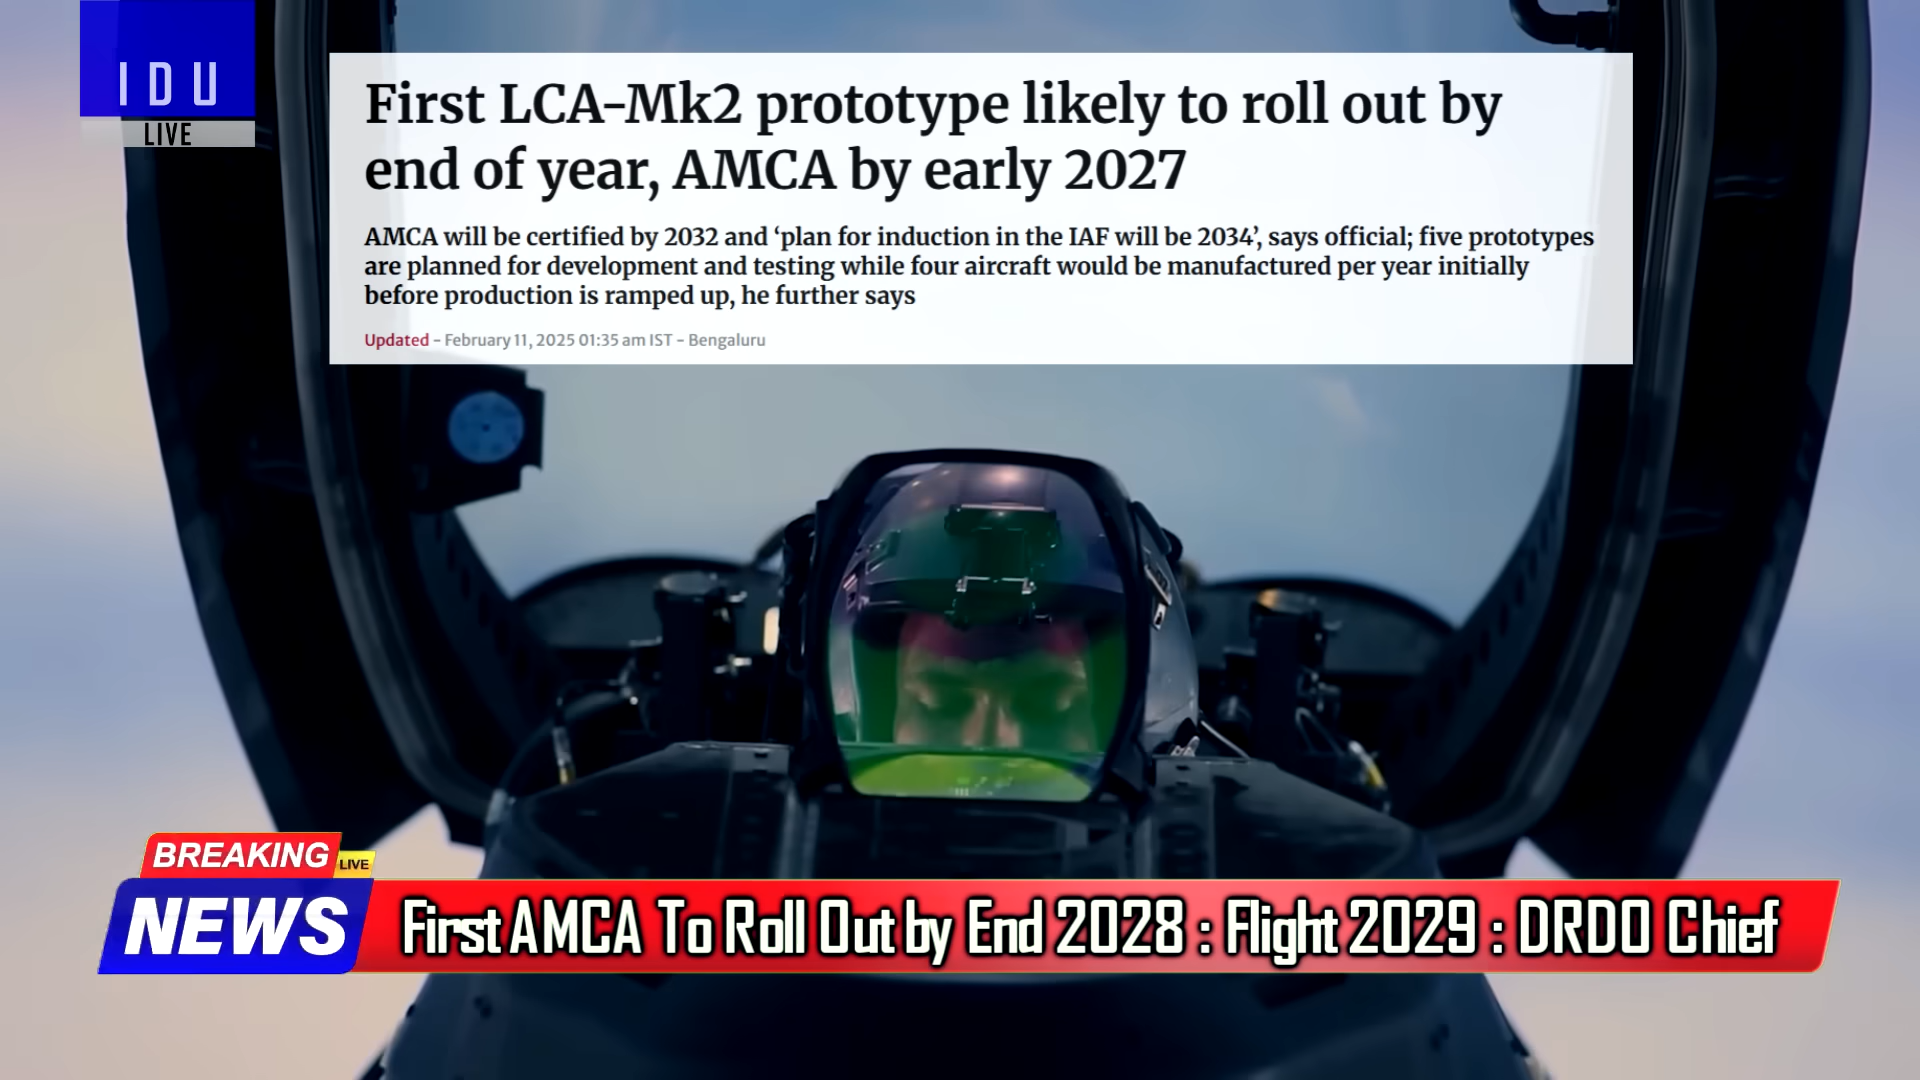 IDU
LIVE
First LCA-Mk2 prototype likely to roll out by
end of year, AMCA by early 2027
AMCA will be certified by 2032 and ‘plan for induction in the IAF will be 2034’, says official; five prototypes
are planned for development and testing while four aircraft would be manufactured per year initially
before production is ramped up, he further says
Updated - February 11, 2025 01:35 am IST - Bengaluru
BREAKING
LIVE
NEWS
First AMCA To Roll Out by End 2028 : Flight 2029 : DRDO Chief